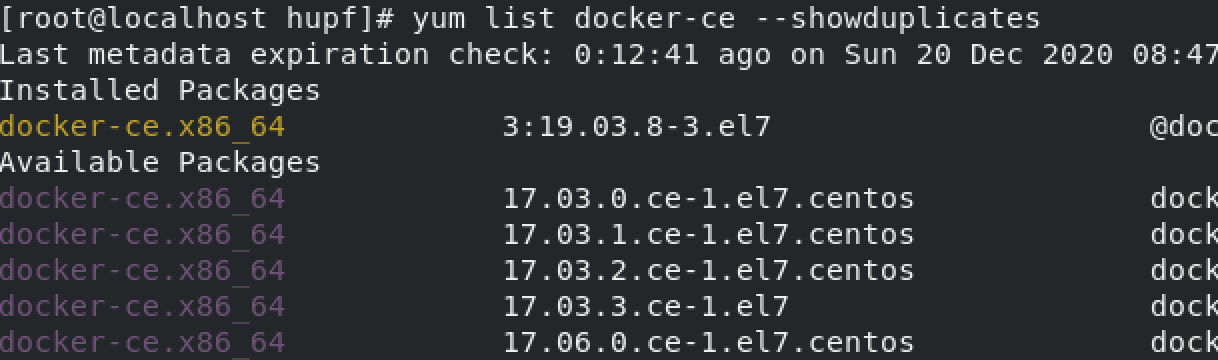 [root@localhost hupf]# yum list docker-ce --showduplicates
Last metadata expiration check: 0:12:41 ago on Sun 20 Dec 2020 08:47
Installed Packages
docker-ce.x86_64 3:19.03.8-3.el7 @doc
Available Packages
docker-ce.x86_64 17.03.0.ce-1.el7.centos dock
docker-ce.x86_64 17.03.1.ce-1.el7.centos dock
docker-ce.x86_64 17.03.2.ce-1.el7.centos dock
docker-ce.x86_64 17.03.3.ce-1.el7 dock
docker-ce.x86_64 17.06.0.ce-1.el7.centos dock